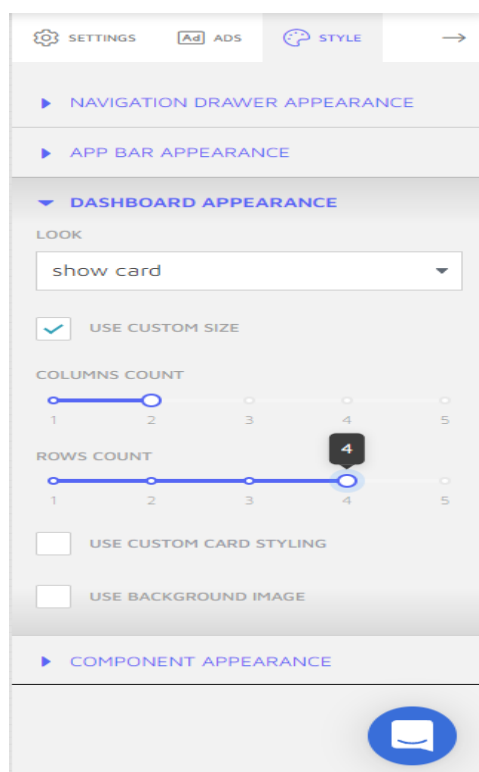 SETTINGS Ad ADS STYLE
NAVIGATION DRAWER APPEARANCE
APP BAR APPEARANCE
DASHBOARD APPEARANCE
LOOK
show card
USE CUSTOM SIZE
COLUMNS COUNT
1 2 3 4 5
ROWS COUNT
4
1 2 3 4 5
USE CUSTOM CARD STYLING
USE BACKGROUND IMAGE
COMPONENT APPEARANCE